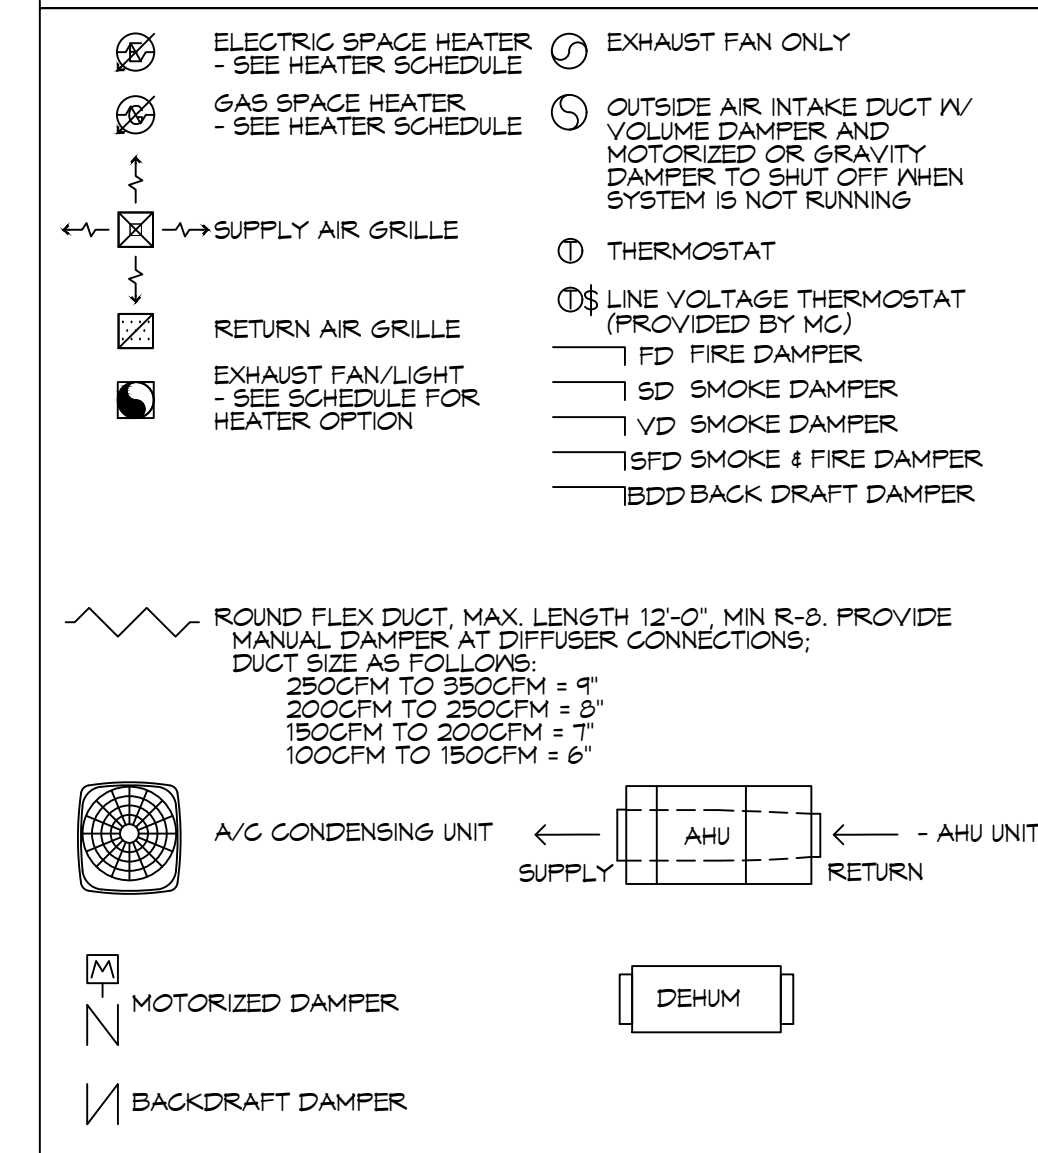 E
ELECTRIC SPACE HEATER
- SEE HEATER SCHEDULE
G
GAS SPACE HEATER
- SEE HEATER SCHEDULE
SUPPLY AIR GRILLE
RETURN AIR GRILLE
EXHAUST FAN/LIGHT
- SEE SCHEDULE FOR
HEATER OPTION
EXHAUST FAN ONLY
OUTSIDE AIR INTAKE DUCT W/
VOLUME DAMPER AND
MOTORIZED OR GRAVITY
DAMPER TO SHUT OFF WHEN
SYSTEM IS NOT RUNNING
T THERMOSTAT
T$ LINE VOLTAGE THERMOSTAT
(PROVIDED BY MC)
FD FIRE DAMPER
SD SMOKE DAMPER
VD SMOKE DAMPER
SFD SMOKE & FIRE DAMPER
BDD BACK DRAFT DAMPER
ROUND FLEX DUCT, MAX. LENGTH 12'-0", MIN R-8. PROVIDE
MANUAL DAMPER AT DIFFUSER CONNECTIONS;
DUCT SIZE AS FOLLOWS:
250CFM TO 350CFM = 9"
200CFM TO 250CFM = 8"
150CFM TO 200CFM = 7"
100CFM TO 150CFM = 6"
A/C CONDENSING UNIT
SUPPLY
AHU
RETURN
- AHU UNIT
M
MOTORIZED DAMPER
DEHUM
BACKDRAFT DAMPER